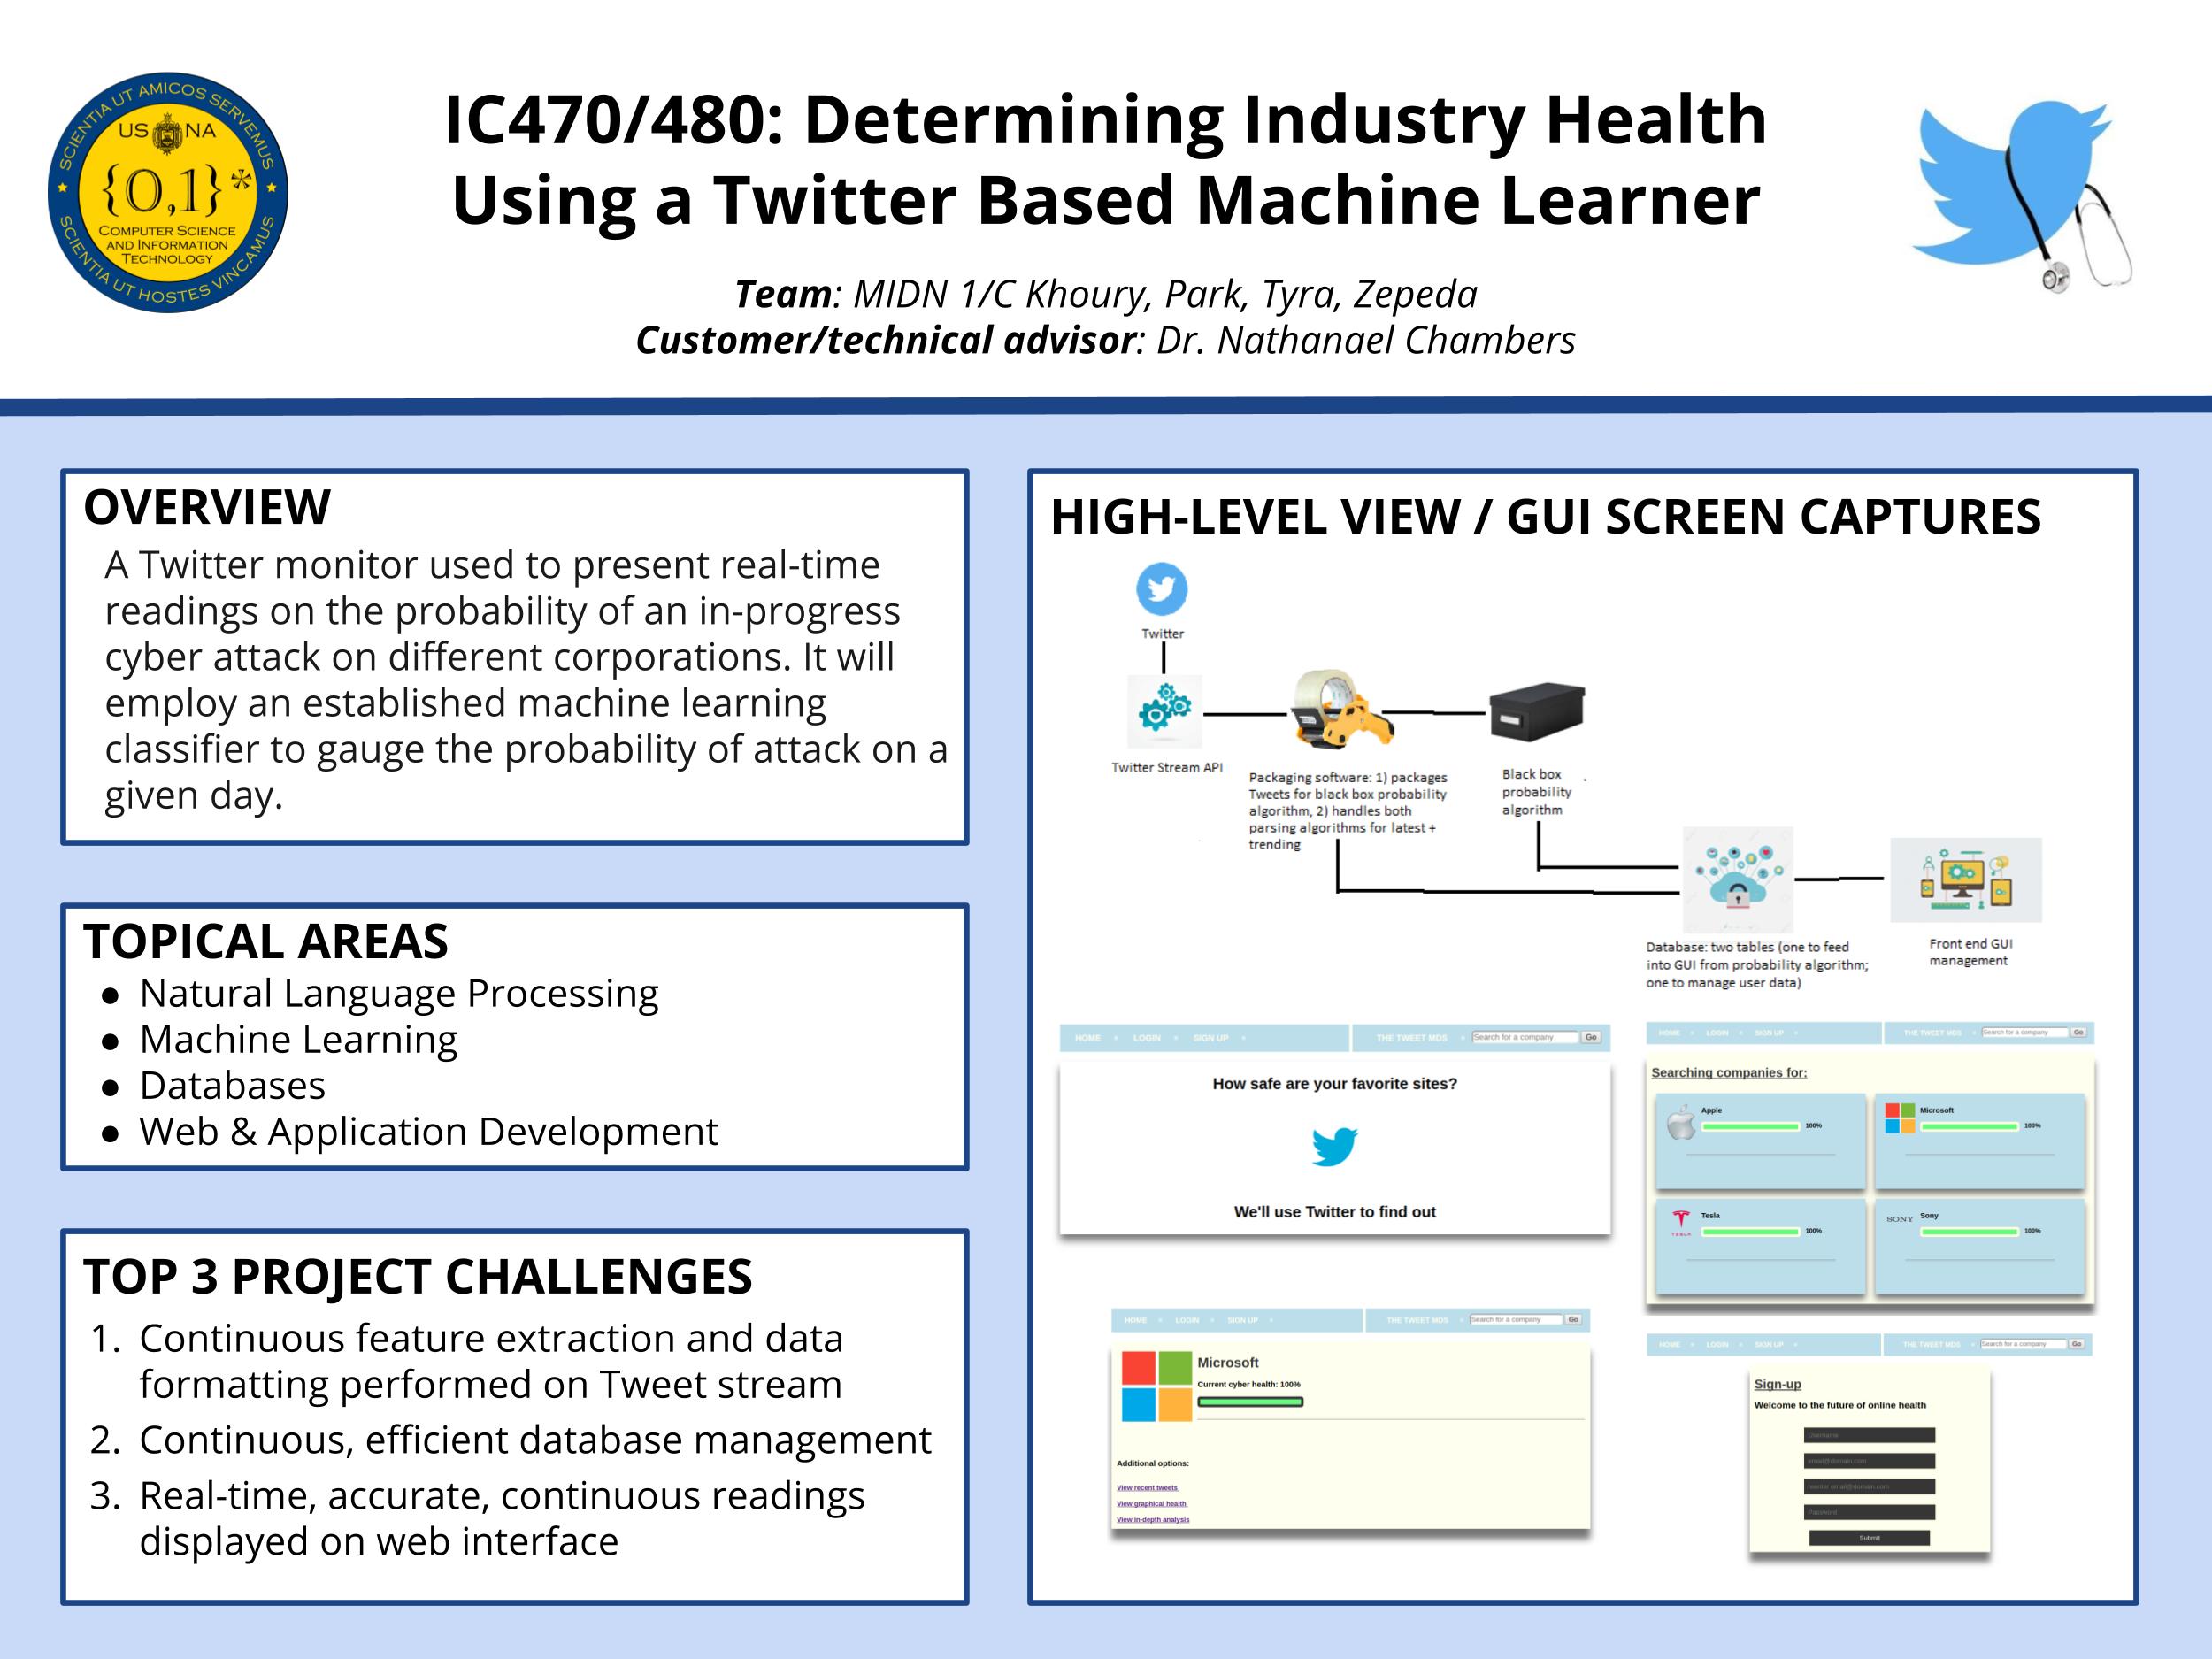 SCIENTIA UT AMICOS SERVEMUS
US NA
{0,1}*
COMPUTER SCIENCE
AND INFORMATION
TECHNOLOGY
SCIENTIA UT HOSTES VINCAMUS
IC470/480: Determining Industry Health
Using a Twitter Based Machine Learner
Team: MIDN 1/C Khoury, Park, Tyra, Zepeda
Customer/technical advisor: Dr. Nathanael Chambers
OVERVIEW
A Twitter monitor used to present real-time
readings on the probability of an in-progress
cyber attack on different corporations. It will
employ an established machine learning
classifier to gauge the probability of attack on a
given day.
TOPICAL AREAS
● Natural Language Processing
● Machine Learning
● Databases
● Web & Application Development
TOP 3 PROJECT CHALLENGES
1. Continuous feature extraction and data
formatting performed on Tweet stream
2. Continuous, efficient database management
3. Real-time, accurate, continuous readings
displayed on web interface
HIGH-LEVEL VIEW / GUI SCREEN CAPTURES
Twitter
Twitter Stream API
Packaging software: 1) packages
Tweets for black box probability
algorithm, 2) handles both
parsing algorithms for latest +
trending
Black box
probability
algorithm
Database: two tables (one to feed
into GUI from probability algorithm;
one to manage user data)
Front end GUI
management
HOME LOGIN SIGN UP THE TWEET MDS Search for a company Go
How safe are your favorite sites?
We'll use Twitter to find out
HOME LOGIN SIGN UP THE TWEET MDS Search for a company Go
Searching companies for:
Apple
100%
Microsoft
100%
TESLA
Tesla
100%
SONY
Sony
100%
HOME LOGIN SIGN UP THE TWEET MDS Search for a company Go
Microsoft
Current cyber health: 100%
Additional options:
View recent tweets
View graphical health
View in-depth analysis
HOME LOGIN SIGN UP THE TWEET MDS Search for a company Go
Sign-up
Welcome to the future of online health
Username
email@domain.com
Password
Submit